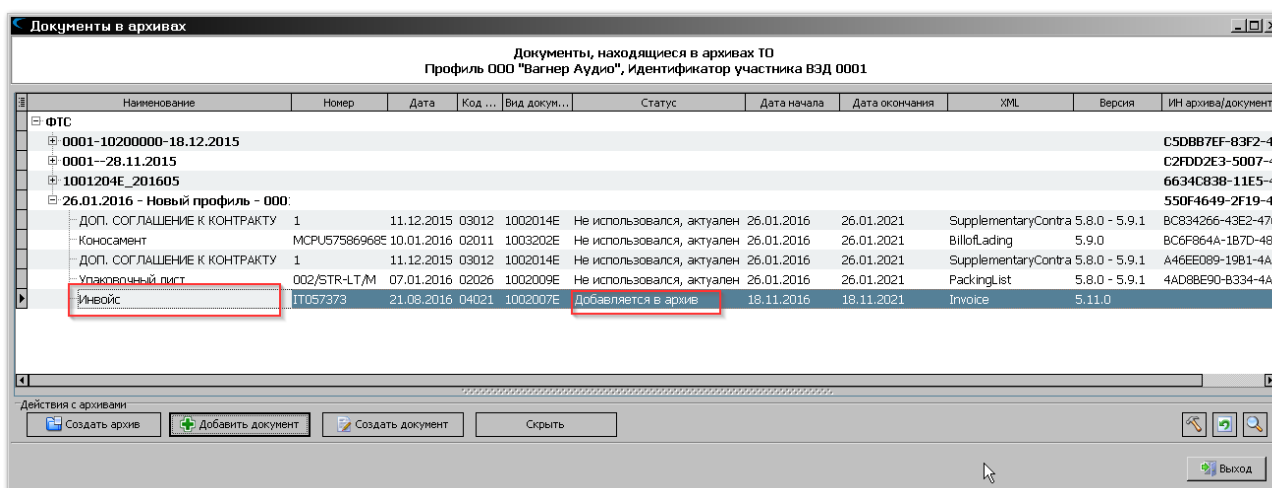 Документы в архивах
Документы, находящиеся в архивах ТО
Профиль ООО "Вагнер Аудио", Идентификатор участника ВЭД 0001
Наименование Номер Дата Код ... Вид докум... Статус Дата начала Дата окончания XML Версия ИН архива/документ
ФТС
0001-10200000-18.12.2015 C5DBB7EF-83F2-4
0001--28.11.2015 C2FDD2E3-5007-4
1001204E_201605 6634C838-11E5-4
26.01.2016 - Новый профиль - 000: 550F4649-2F19-4
ДОП. СОГЛАШЕНИЕ К КОНТРАКТУ 1 11.12.2015 03012 1002014E Не использовался, актуален 26.01.2016 26.01.2021 SupplementaryContra 5.8.0 - 5.9.1 BC834266-43E2-47
Коносамент MCPU575869685 10.01.2016 02011 1003202E Не использовался, актуален 26.01.2016 26.01.2021 BillofLading 5.9.0 BC6F864A-1B7D-48
ДОП. СОГЛАШЕНИЕ К КОНТРАКТУ 1 11.12.2015 03012 1002014E Не использовался, актуален 26.01.2016 26.01.2021 SupplementaryContra 5.8.0 - 5.9.1 A46EE089-19B1-4A
Упаковочный лист 002/STR-LT/M 07.01.2016 02026 1002009E Не использовался, актуален 26.01.2016 26.01.2021 PackingList 5.8.0 - 5.9.1 4AD8BE90-B334-4A
Инвойс IT057373 21.08.2016 04021 1002007E Добавляется в архив 18.11.2016 18.11.2021 Invoice 5.11.0
Действия с архивами
Создать архив Добавить документ Создать документ Скрыть
Выход